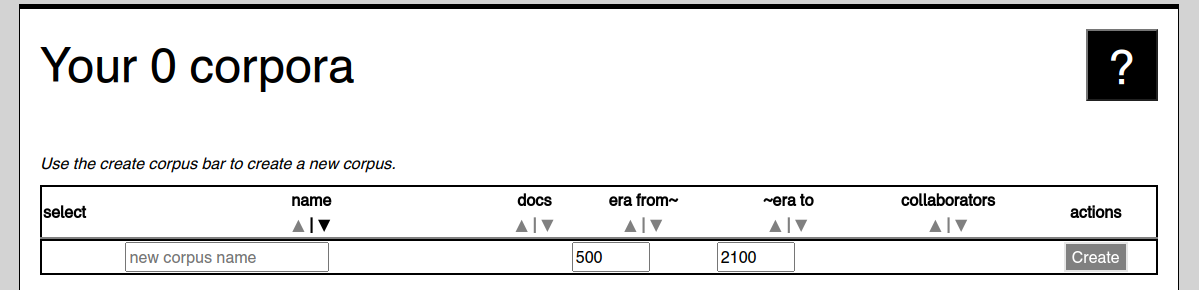 Your 0 corpora
?
Use the create corpus bar to create a new corpus.
select name docs era from~ ~era to collaborators actions
▲|▼ ▲|▼ ▲|▼ ▲|▼ ▲|▼
new corpus name 500 2100 Create